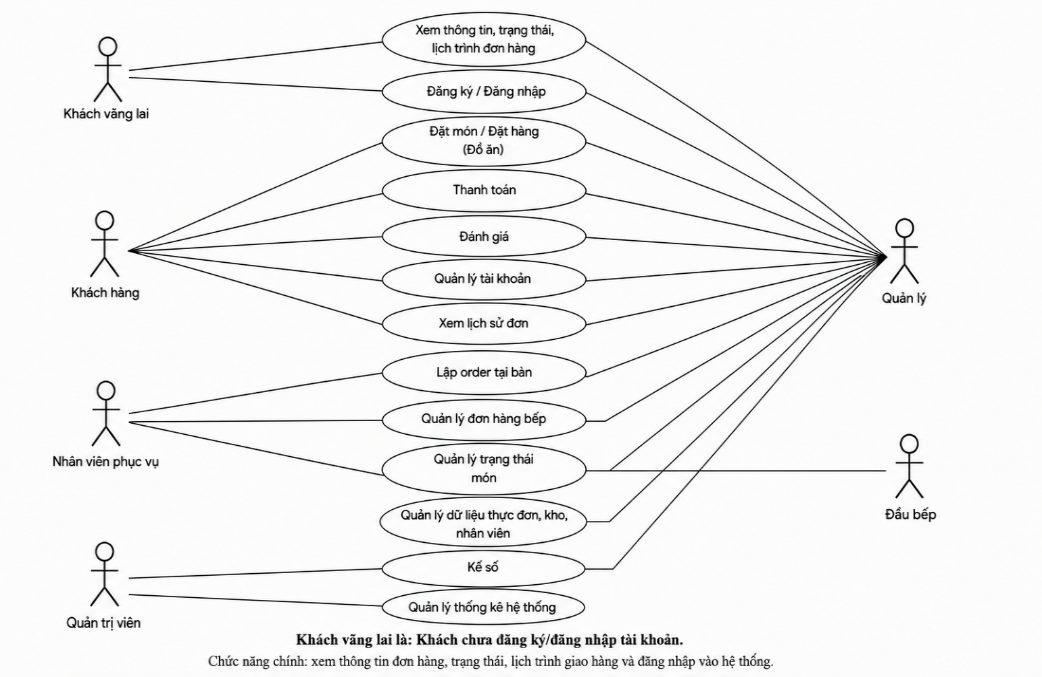 Xem thông tin, trạng thái,
lịch trình đơn hàng
Khách văng lai
Đăng ký / Đăng nhập
Đặt món / Đặt hàng
(Đồ ăn)
Thanh toán
Đánh giá
Khách hàng
Quản lý tài khoản
Quản lý
Xem lịch sử đơn
Lập order tại bàn
Quản lý đơn hàng bếp
Nhân viên phục vụ
Quản lý trạng thái
món
Đầu bếp
Quản lý dữ liệu thực đơn, kho,
nhân viên
Kế số
Quản lý thống kê hệ thống
Quản trị viên
Khách văng lai là: Khách chưa đăng ký/đăng nhập tài khoản.
Chức năng chính: xem thông tin đơn hàng, trạng thái, lịch trình giao hàng và đăng nhập vào hệ thống.